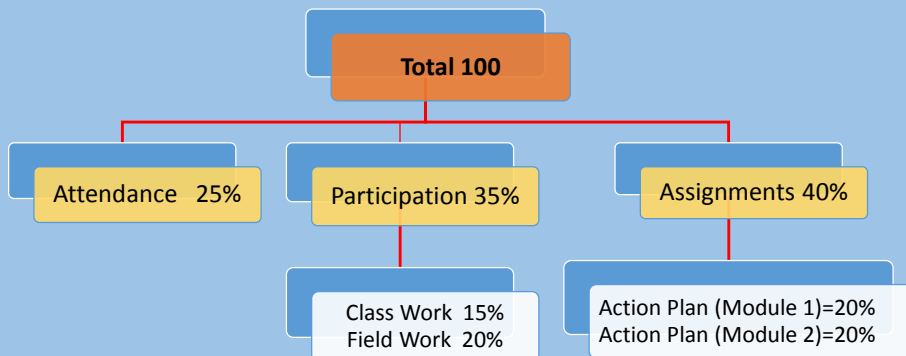 Total 100
Attendance 25%
Participation 35%
Assignments 40%
Class Work 15%
Field Work 20%
Action Plan (Module 1)=20%
Action Plan (Module 2)=20%